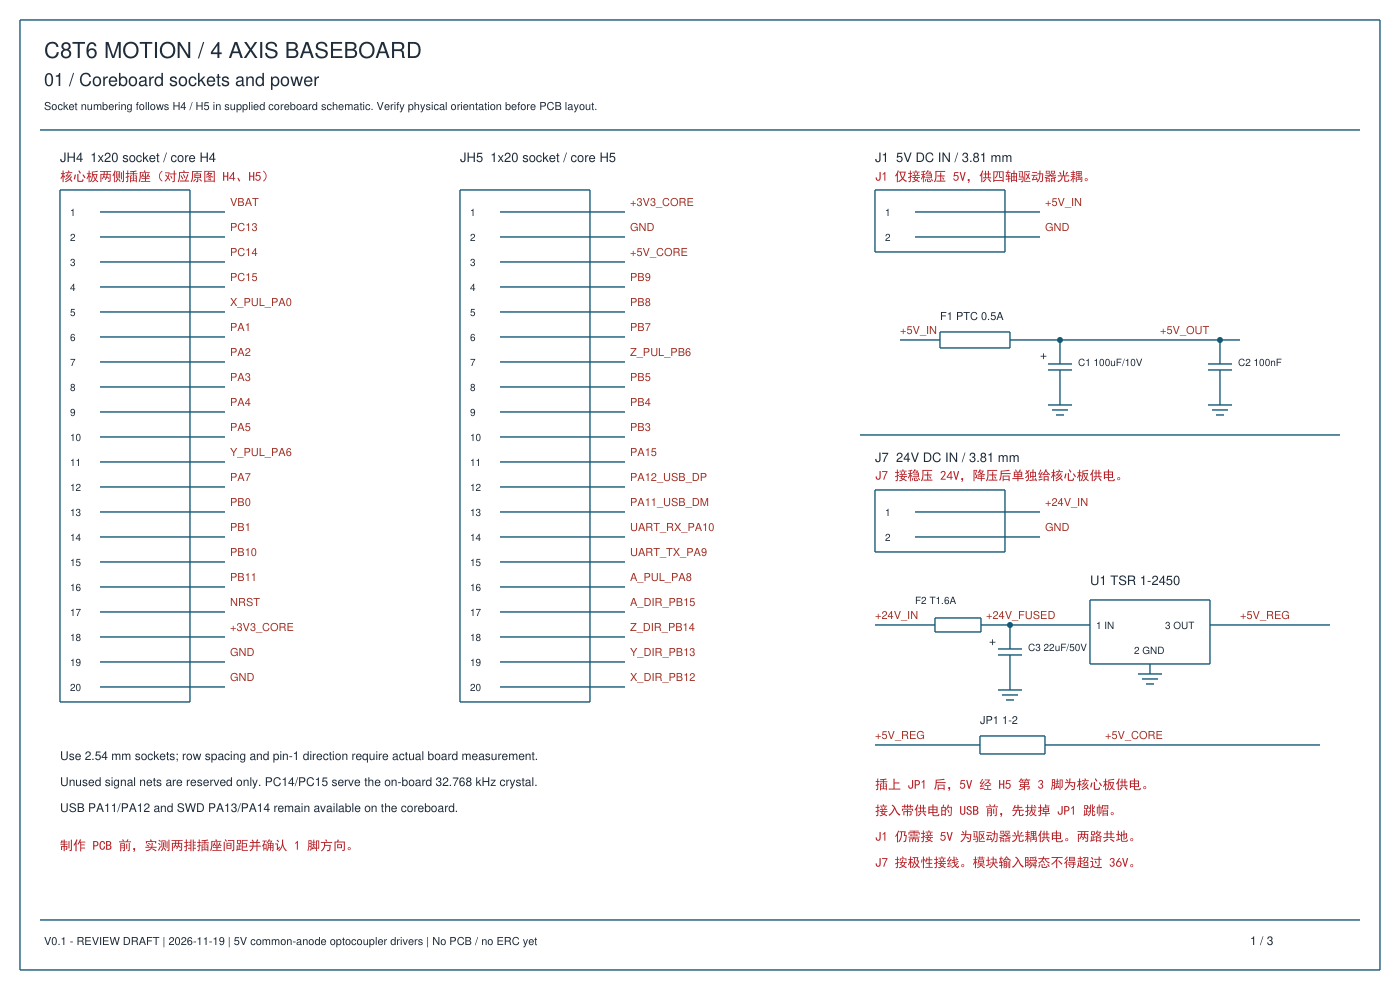 C8T6 MOTION / 4 AXIS BASEBOARD
01 / Coreboard sockets and power
Socket numbering follows H4 / H5 in supplied coreboard schematic. Verify physical orientation before PCB layout.
JH4 1x20 socket / core H4
核心板两侧插座（对应原图 H4、H5）
1 VBAT
2 PC13
3 PC14
4 PC15
5 X_PUL_PA0
6 PA1
7 PA2
8 PA3
9 PA4
10 PA5
11 Y_PUL_PA6
12 PA7
13 PB0
14 PB1
15 PB10
16 PB11
17 NRST
18 +3V3_CORE
19 GND
20 GND
JH5 1x20 socket / core H5
1 +3V3_CORE
2 GND
3 +5V_CORE
4 PB9
5 PB8
6 PB7
7 Z_PUL_PB6
8 PB5
9 PB4
10 PB3
11 PA15
12 PA12_USB_DP
13 PA11_USB_DM
14 UART_RX_PA10
15 UART_TX_PA9
16 A_PUL_PA8
17 A_DIR_PB15
18 Z_DIR_PB14
19 Y_DIR_PB13
20 X_DIR_PB12
Use 2.54 mm sockets; row spacing and pin-1 direction require actual board measurement.
Unused signal nets are reserved only. PC14/PC15 serve the on-board 32.768 kHz crystal.
USB PA11/PA12 and SWD PA13/PA14 remain available on the coreboard.
制作 PCB 前，实测两排插座间距并确认 1 脚方向。
J1 5V DC IN / 3.81 mm
J1 仅接稳压 5V，供四轴驱动器光耦。
1 +5V_IN
2 GND
F1 PTC 0.5A
+5V_IN +5V_OUT
+ C1 100uF/10V C2 100nF
J7 24V DC IN / 3.81 mm
J7 接稳压 24V，降压后单独给核心板供电。
1 +24V_IN
2 GND
U1 TSR 1-2450
F2 T1.6A
+24V_IN +24V_FUSED 1 IN 3 OUT +5V_REG
+ C3 22uF/50V 2 GND
JP1 1-2
+5V_REG +5V_CORE
插上 JP1 后，5V 经 H5 第 3 脚为核心板供电。
接入带供电的 USB 前，先拔掉 JP1 跳帽。
J1 仍需接 5V 为驱动器光耦供电。两路共地。
J7 按极性接线。模块输入瞬态不得超过 36V。
V0.1 - REVIEW DRAFT | 2026-11-19 | 5V common-anode optocoupler drivers | No PCB / no ERC yet
1 / 3